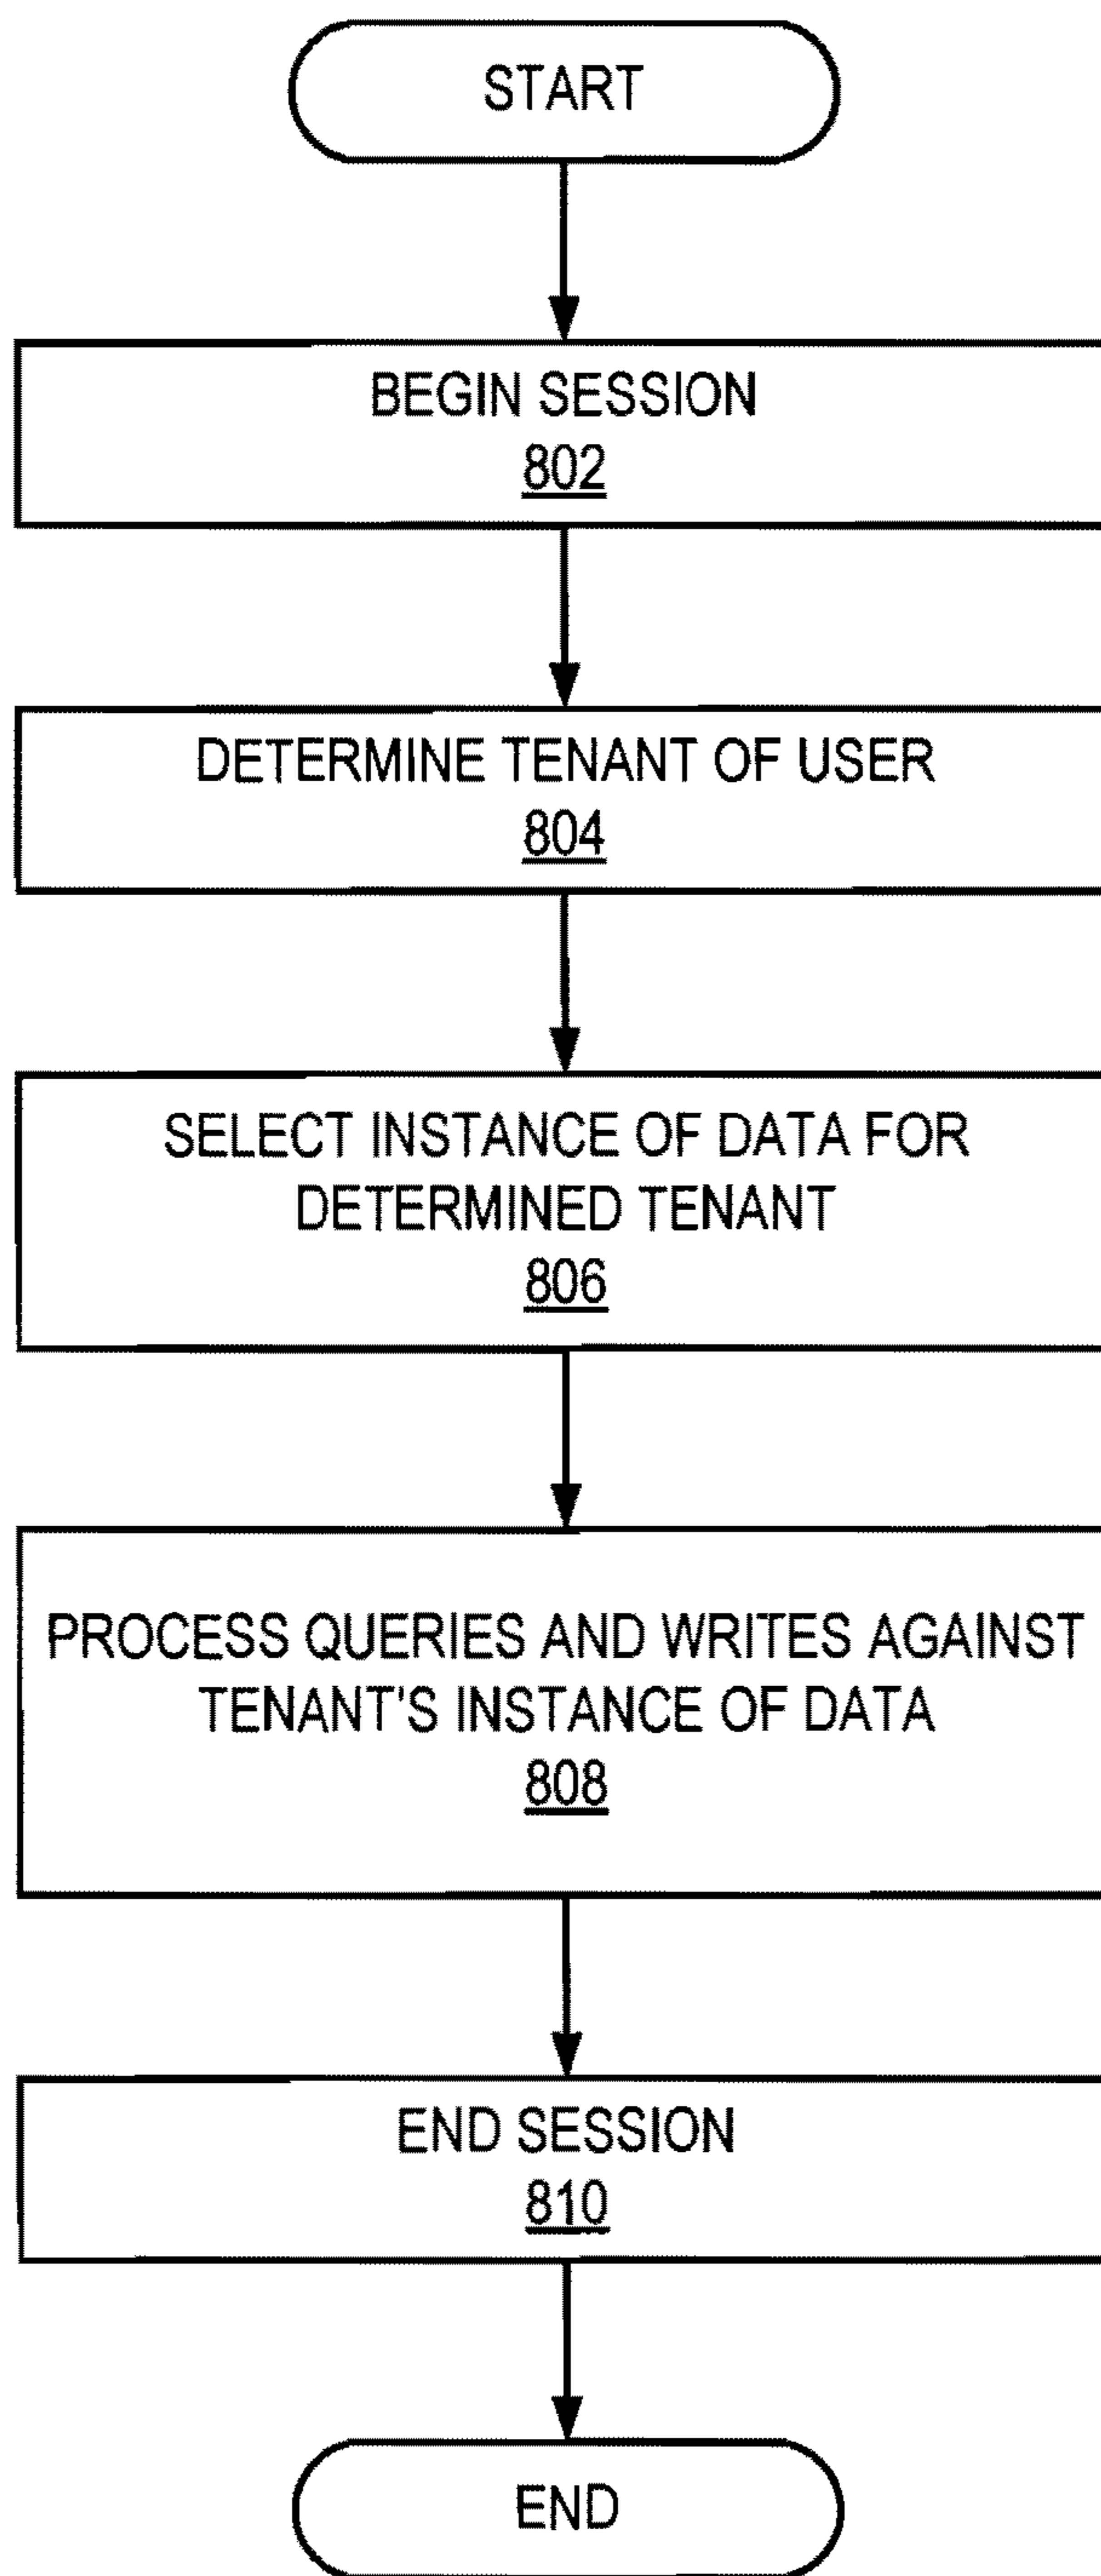 START
BEGIN SESSION
802
DETERMINE TENANT OF USER
804
SELECT INSTANCE OF DATA FOR
DETERMINED TENANT
806
PROCESS QUERIES AND WRITES AGAINST
TENANT'S INSTANCE OF DATA
808
END SESSION
810
END